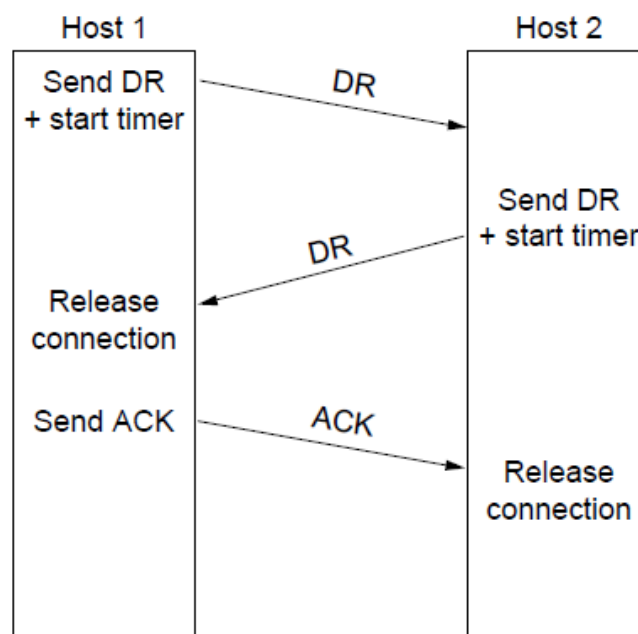 Host 1
Host 2
Send DR
+ start timer
DR
Send DR
+ start timer
DR
Release
connection
Send ACK
ACK
Release
connection